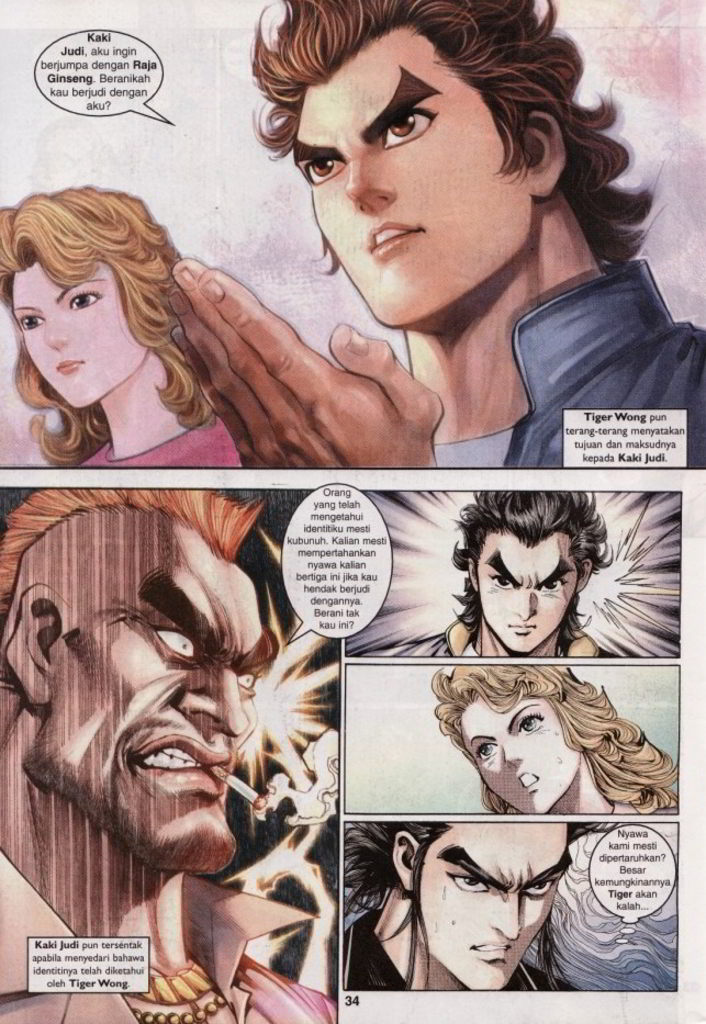 Kaki
Judi, aku ingin
berjumpa dengan Raja
Ginseng. Beranikah
kau berjudi dengan
aku?
Tiger Wong pun
terang-terang menyatakan
tujuan dan maksudnya
kepada Kaki Judi.
Orang
yang telah
mengetahui
identitiku mesti
kubunuh. Kalian mesti
mempertahankan
nyawa kalian
bertiga ini jika kau
hendak berjudi
dengannya.
Berani tak
kau ini?
Nyawa
kami mesti
dipertaruhkan?
Besar
kemungkinannya
Tiger akan
kalah...
Kaki Judi pun tersentak
apabila menyedari bahawa
identitinya telah diketahui
oleh Tiger Wong.
34